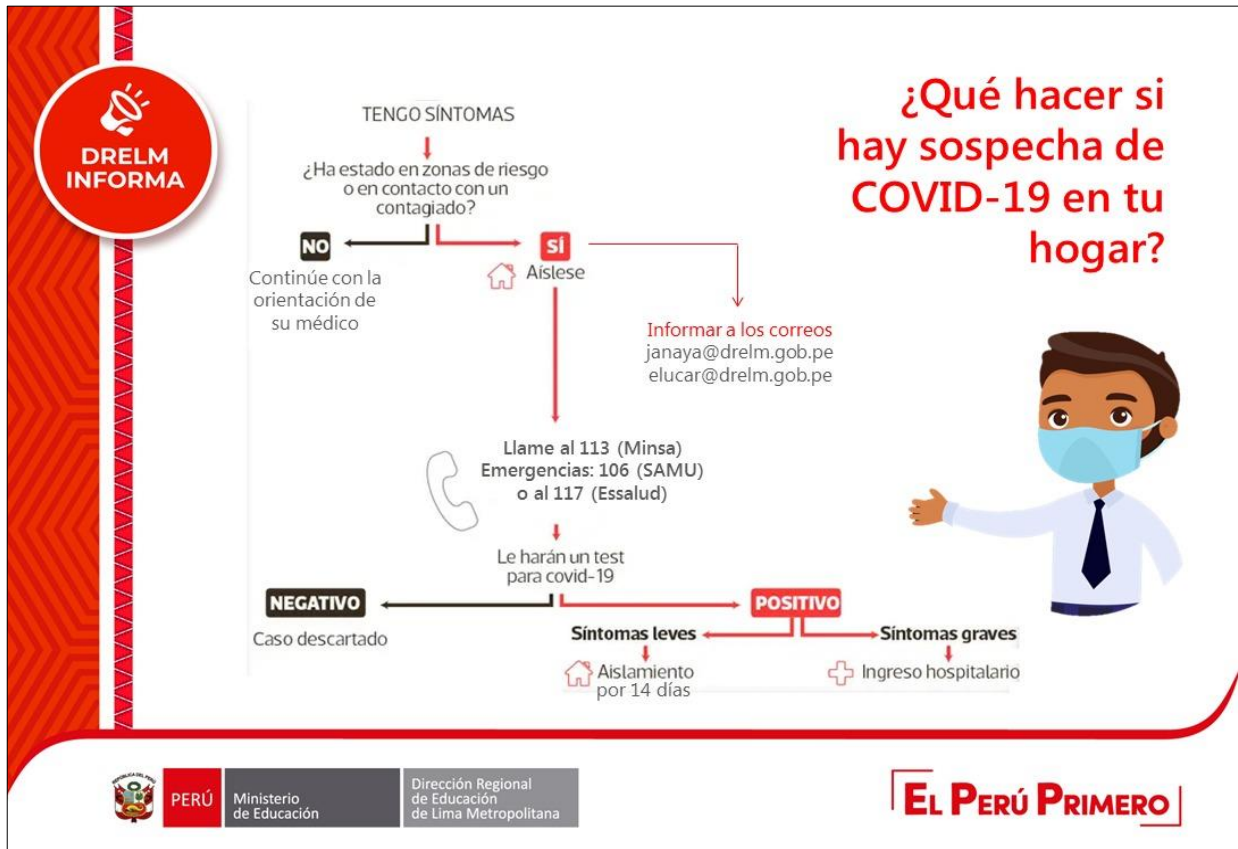 DRELM
INFORMA
¿Qué hacer si
hay sospecha de
COVID-19 en tu
hogar?
TENGO SÍNTOMAS
¿Ha estado en zonas de riesgo
o en contacto con un
contagiado?
NO
Continúe con la
orientación de
su médico
SÍ
Aíslese
Informar a los correos
janaya@drelm.gob.pe
elucar@drelm.gob.pe
Llame al 113 (Minsa)
Emergencias: 106 (SAMU)
o al 117 (Essalud)
Le harán un test
para covid-19
NEGATIVO
Caso descartado
POSITIVO
Síntomas leves
Aislamiento
por 14 días
Síntomas graves
Ingreso hospitalario
REPÚBLICA DEL PERÚ
PERÚ
Ministerio
de Educación
Dirección Regional
de Educación
de Lima Metropolitana
EL PERÚ PRIMERO